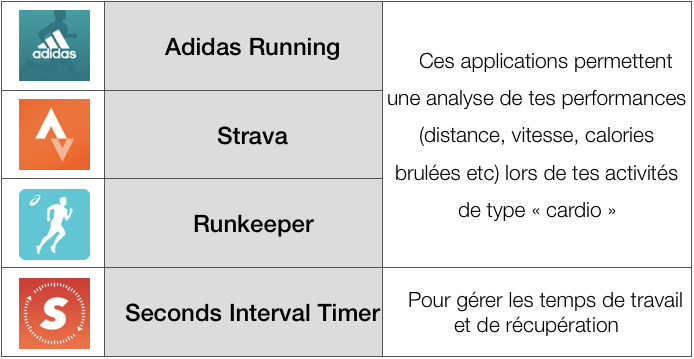 adidas
Adidas Running
Strava
Runkeeper
Ces applications permettent
une analyse de tes performances
(distance, vitesse, calories
brulées etc) lors de tes activités
de type « cardio »
S
Seconds Interval Timer
Pour gérer les temps de travail
et de récupération